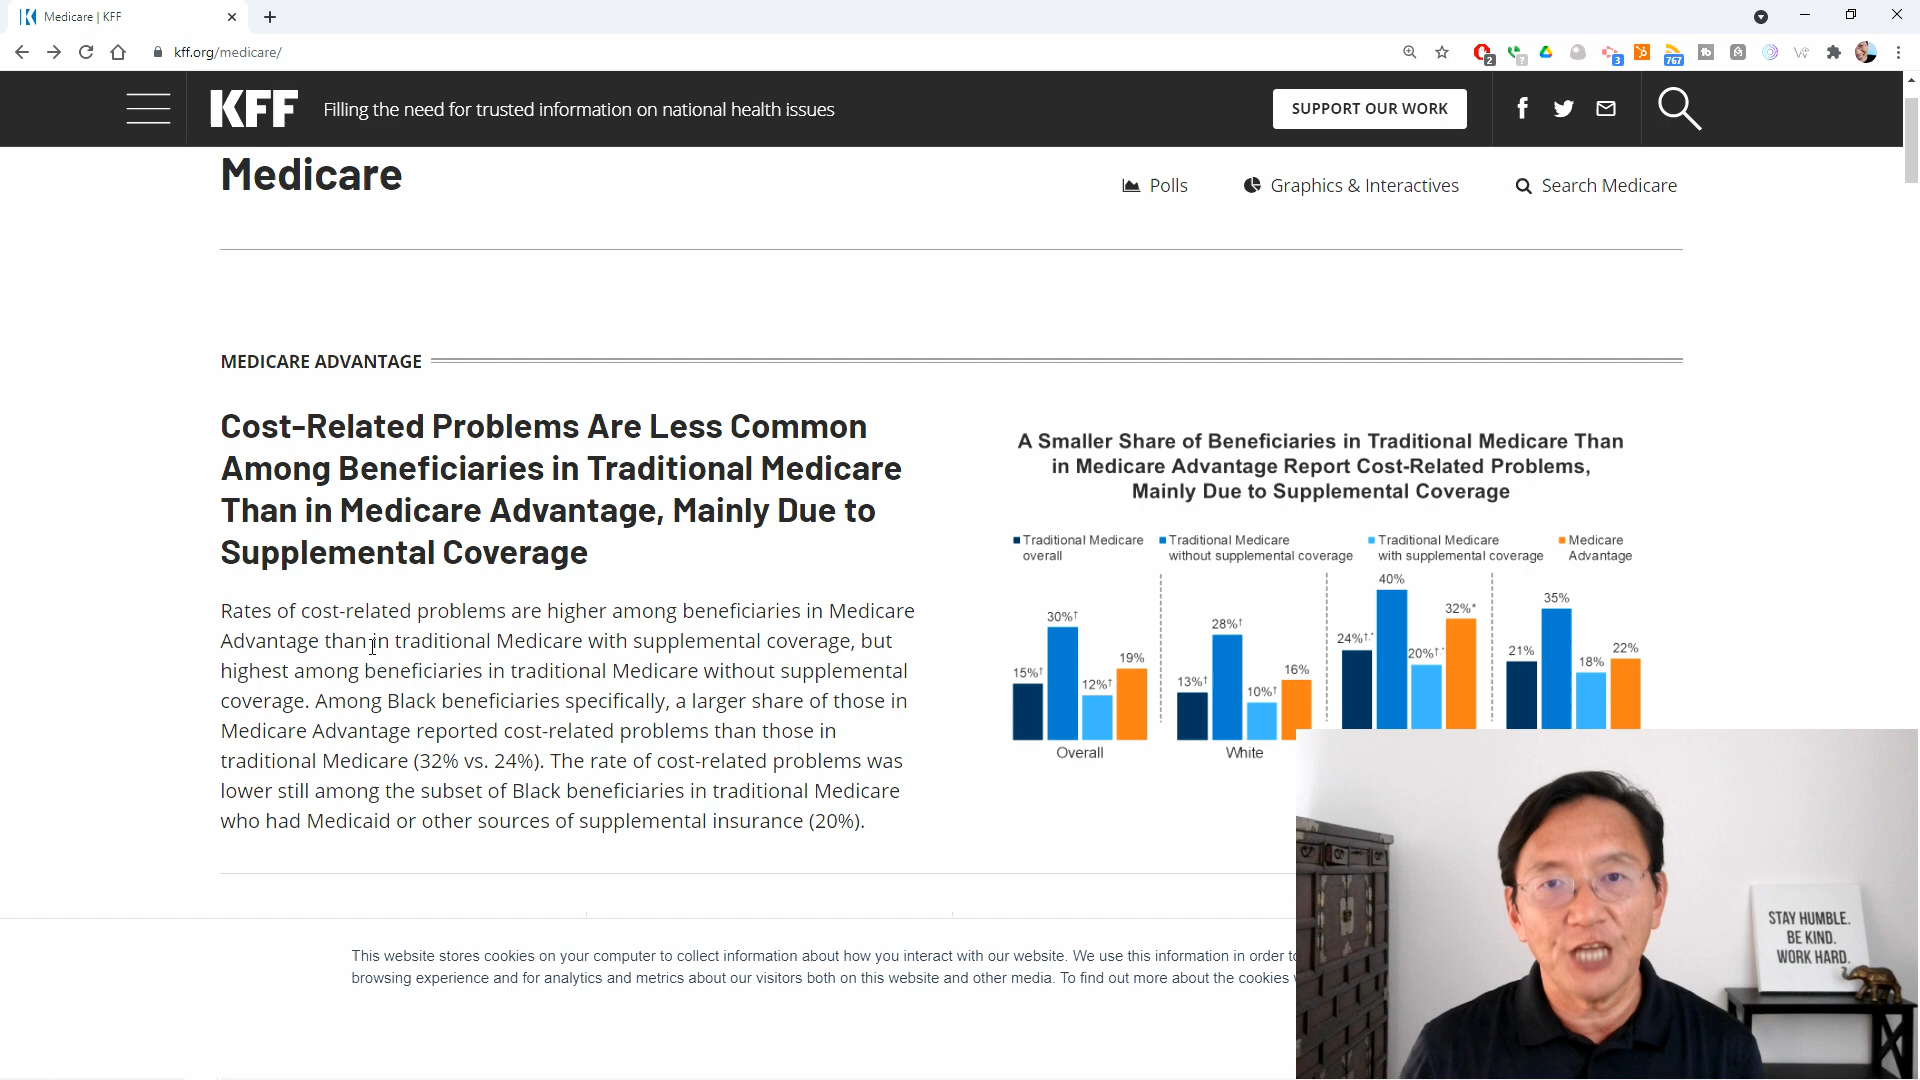 Medicare | KFF
kff.org/medicare/
2
?
3
767
KFF
Filling the need for trusted information on national health issues
SUPPORT OUR WORK
Medicare
Polls
Graphics & Interactives
Search Medicare
MEDICARE ADVANTAGE
Cost-Related Problems Are Less Common
Among Beneficiaries in Traditional Medicare
Than in Medicare Advantage, Mainly Due to
Supplemental Coverage
Rates of cost-related problems are higher among beneficiaries in Medicare
Advantage than in traditional Medicare with supplemental coverage, but
highest among beneficiaries in traditional Medicare without supplemental
coverage. Among Black beneficiaries specifically, a larger share of those in
Medicare Advantage reported cost-related problems than those in
traditional Medicare (32% vs. 24%). The rate of cost-related problems was
lower still among the subset of Black beneficiaries in traditional Medicare
who had Medicaid or other sources of supplemental insurance (20%).
A Smaller Share of Beneficiaries in Traditional Medicare Than
in Medicare Advantage Report Cost-Related Problems,
Mainly Due to Supplemental Coverage
Traditional Medicare
overall
Traditional Medicare
without supplemental coverage
Traditional Medicare
with supplemental coverage
Medicare
Advantage
15%† 30%† 12%† 19%
13%† 28%† 10%† 16%
24%†,* 40% 20%†,* 32%*
21% 35% 18% 22%
Overall
White
This website stores cookies on your computer to collect information about how you interact with our website. We use this information in order to
browsing experience and for analytics and metrics about our visitors both on this website and other media. To find out more about the cookies
STAY HUMBLE.
BE KIND.
WORK HARD.